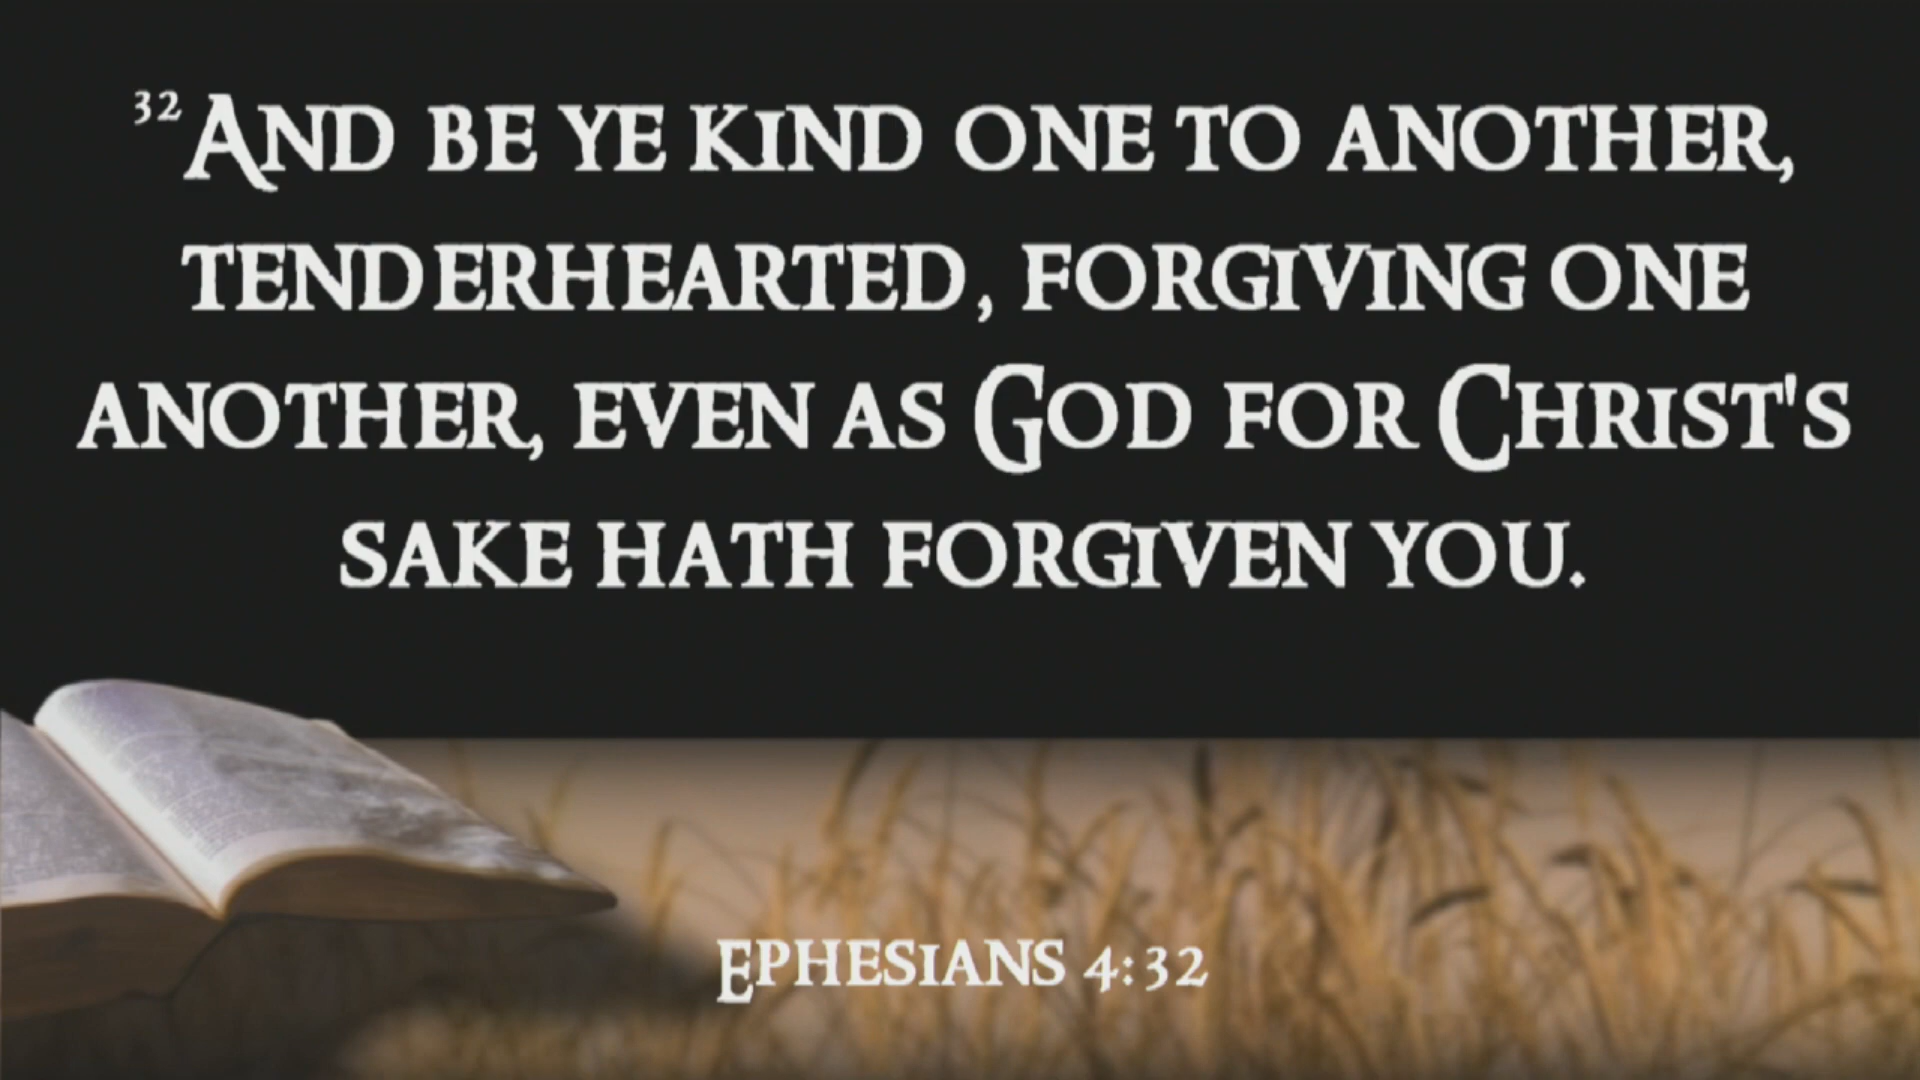 32 And be ye kind one to another,
tenderhearted, forgiving one
another, even as God for Christ's
sake hath forgiven you.
Ephesians 4:32